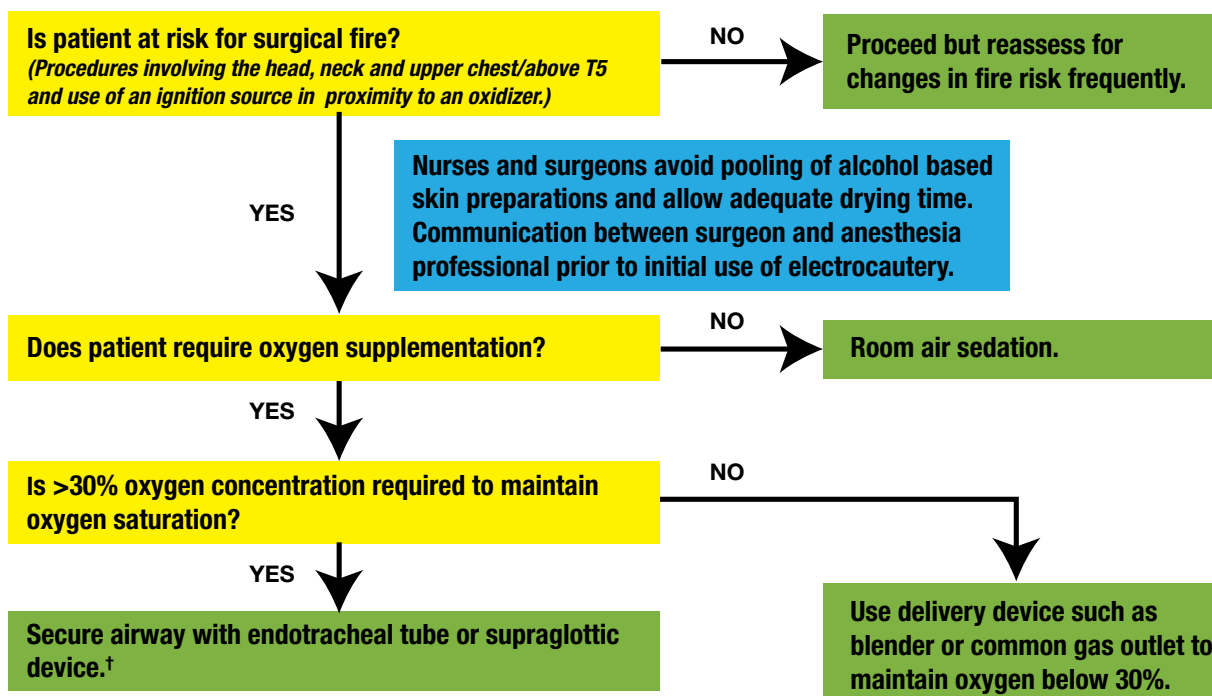 Is patient at risk for surgical fire?
(Procedures involving the head, neck and upper chest/above T5
and use of an ignition source in proximity to an oxidizer.)
NO
Proceed but reassess for
changes in fire risk frequently.
YES
Nurses and surgeons avoid pooling of alcohol based
skin preparations and allow adequate drying time.
Communication between surgeon and anesthesia
professional prior to initial use of electrocautery.
Does patient require oxygen supplementation?
NO
Room air sedation.
YES
Is >30% oxygen concentration required to maintain
oxygen saturation?
NO
YES
Secure airway with endotracheal tube or supraglottic
device.†
Use delivery device such as
blender or common gas outlet to
maintain oxygen below 30%.